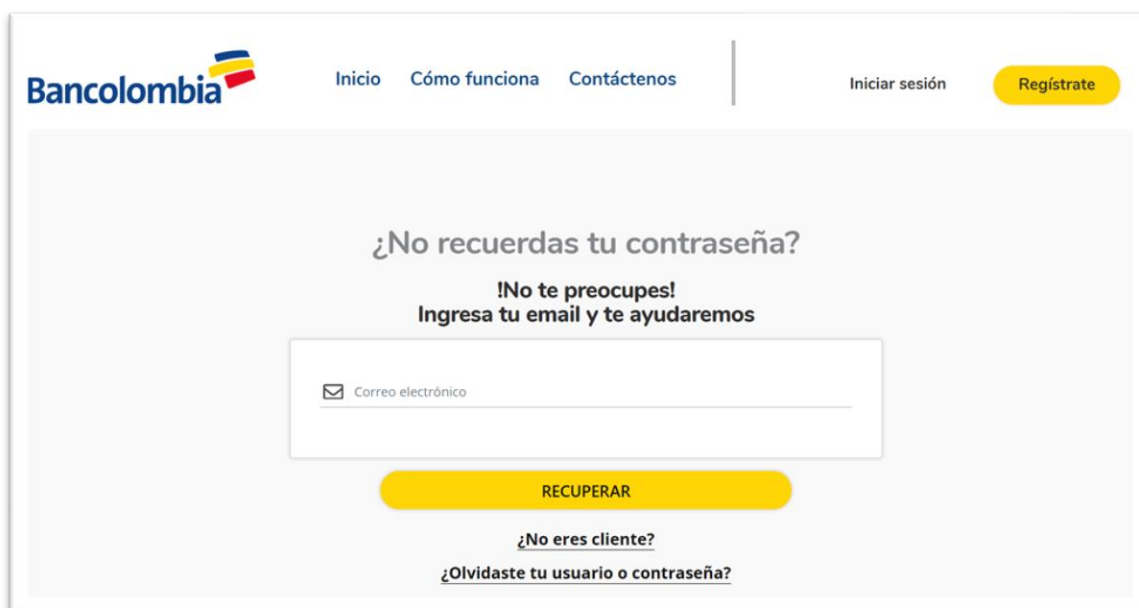 Bancolombia
Inicio Cómo funciona Contáctenos
Iniciar sesión
Regístrate
¿No recuerdas tu contraseña?
!No te preocupes!
Ingresa tu email y te ayudaremos
Correo electrónico
RECUPERAR
¿No eres cliente?
¿Olvidaste tu usuario o contraseña?